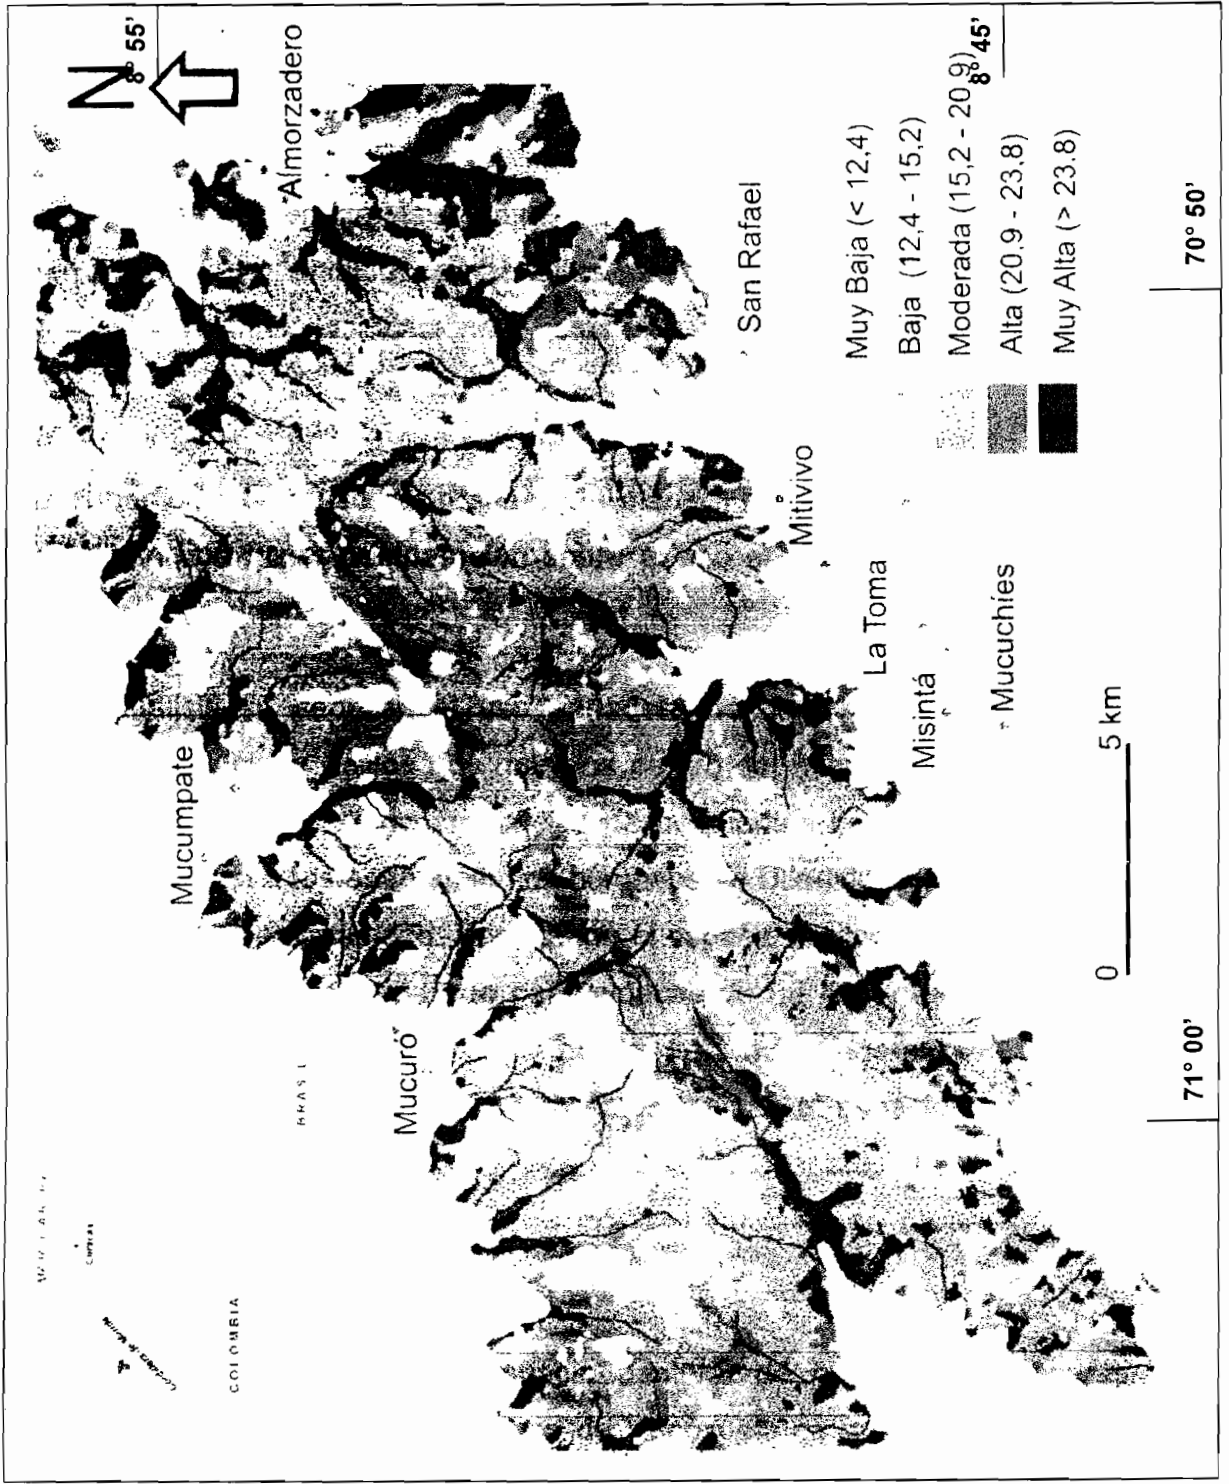 N
8° 55'
Almorzadero
Mucumpate
Mucuró
BRASIL
COLOMBIA
San Rafael
Mitivivo
La Toma
Misintá
Mucuchíes
Muy Baja (< 12,4)
Baja (12,4 - 15,2)
Moderada (15,2 - 20,9)
Alta (20,9 - 23,8)
Muy Alta (> 23.8)
8° 45'
0 5 km
71° 00'
70° 50'